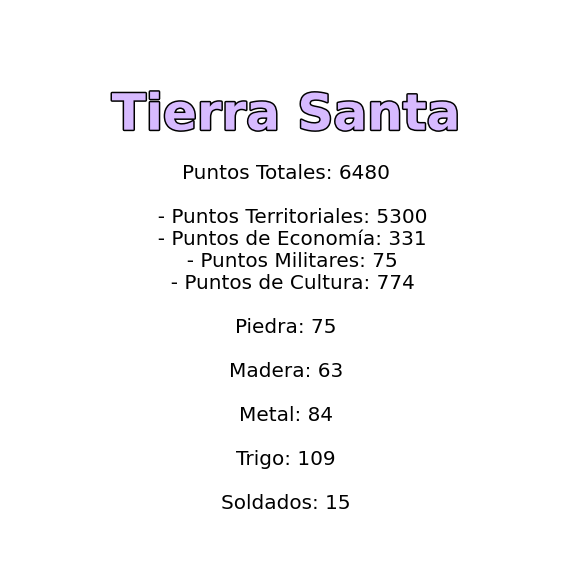 Tierra Santa
Puntos Totales: 6480
- Puntos Territoriales: 5300
- Puntos de Economía: 331
- Puntos Militares: 75
- Puntos de Cultura: 774
Piedra: 75
Madera: 63
Metal: 84
Trigo: 109
Soldados: 15